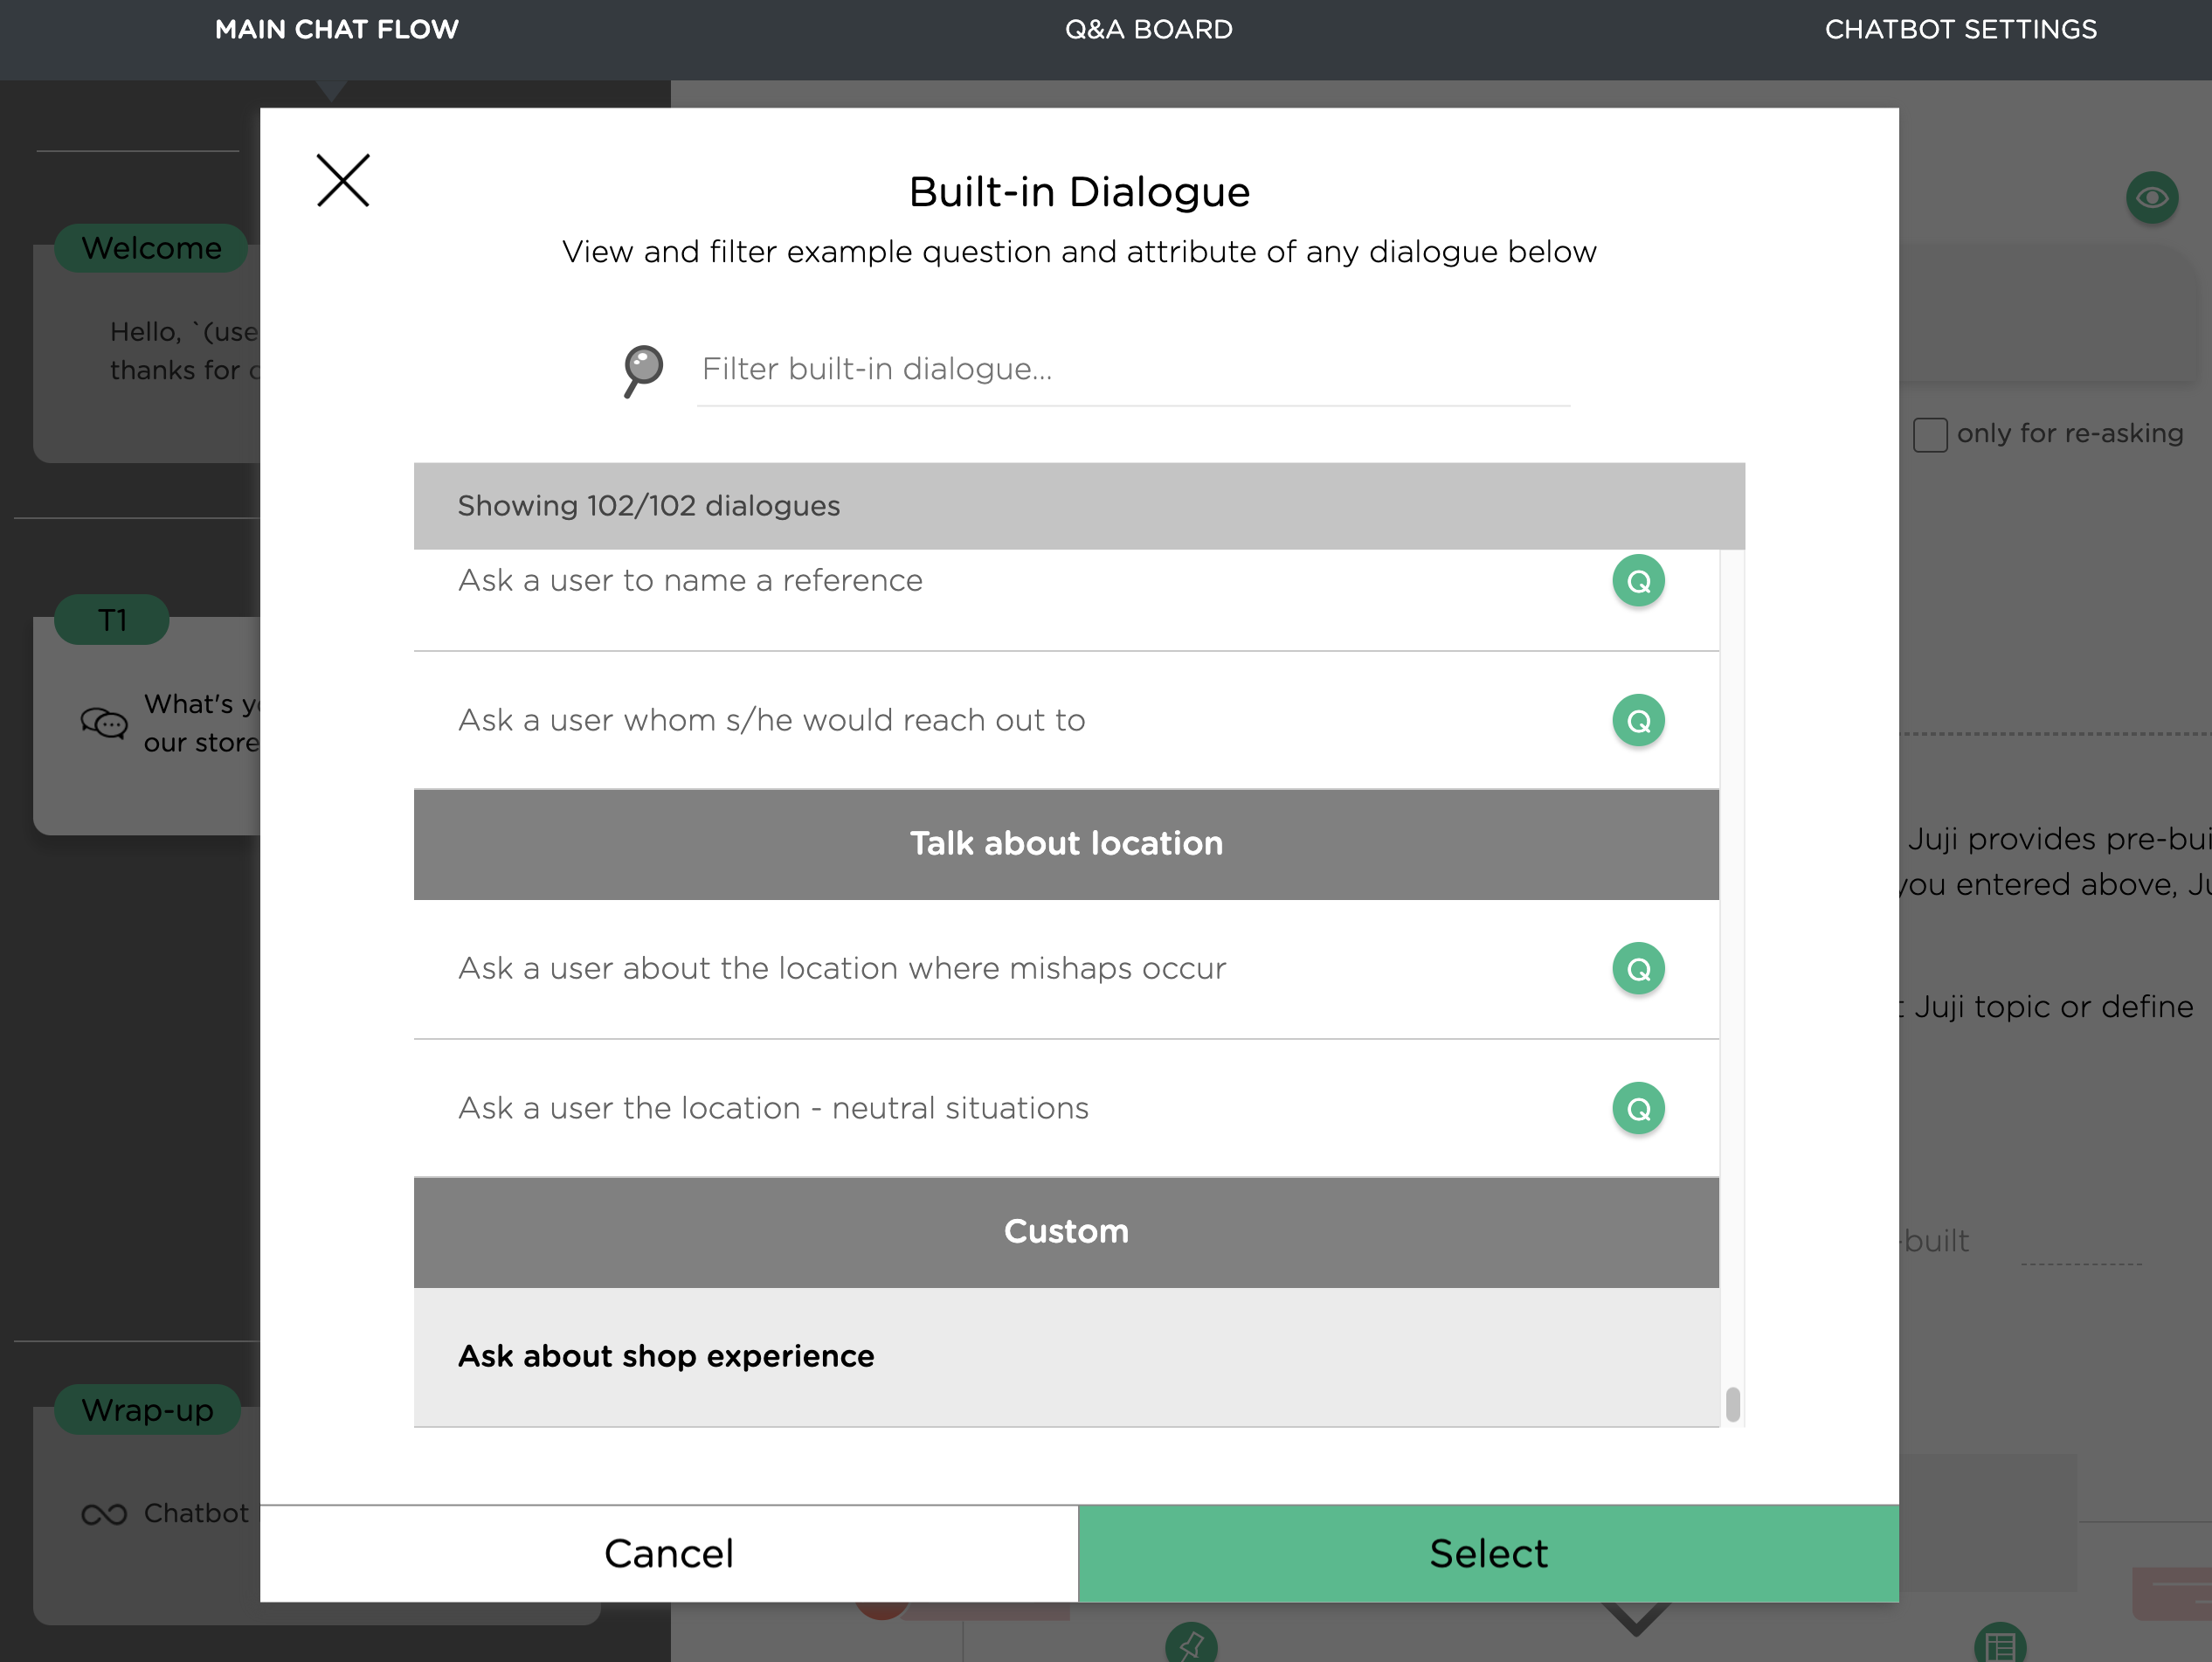 MAIN CHAT FLOW
Q&A BOARD
CHATBOT SETTINGS
Welcome
Hello, `(use
thanks for
T1
What's
our store
Wrap-up
Chatbot
Built-in Dialogue
View and filter example question and attribute of any dialogue below
Filter built-in dialogue...
Showing 102/102 dialogues
Ask a user to name a reference
Q
Ask a user whom s/he would reach out to
Q
Talk about location
Ask a user about the location where mishaps occur
Q
Ask a user the location - neutral situations
Q
Custom
Ask about shop experience
Cancel
Select
only for re-asking
Juji provides pre-bui
you entered above,
Juji topic or define
-built